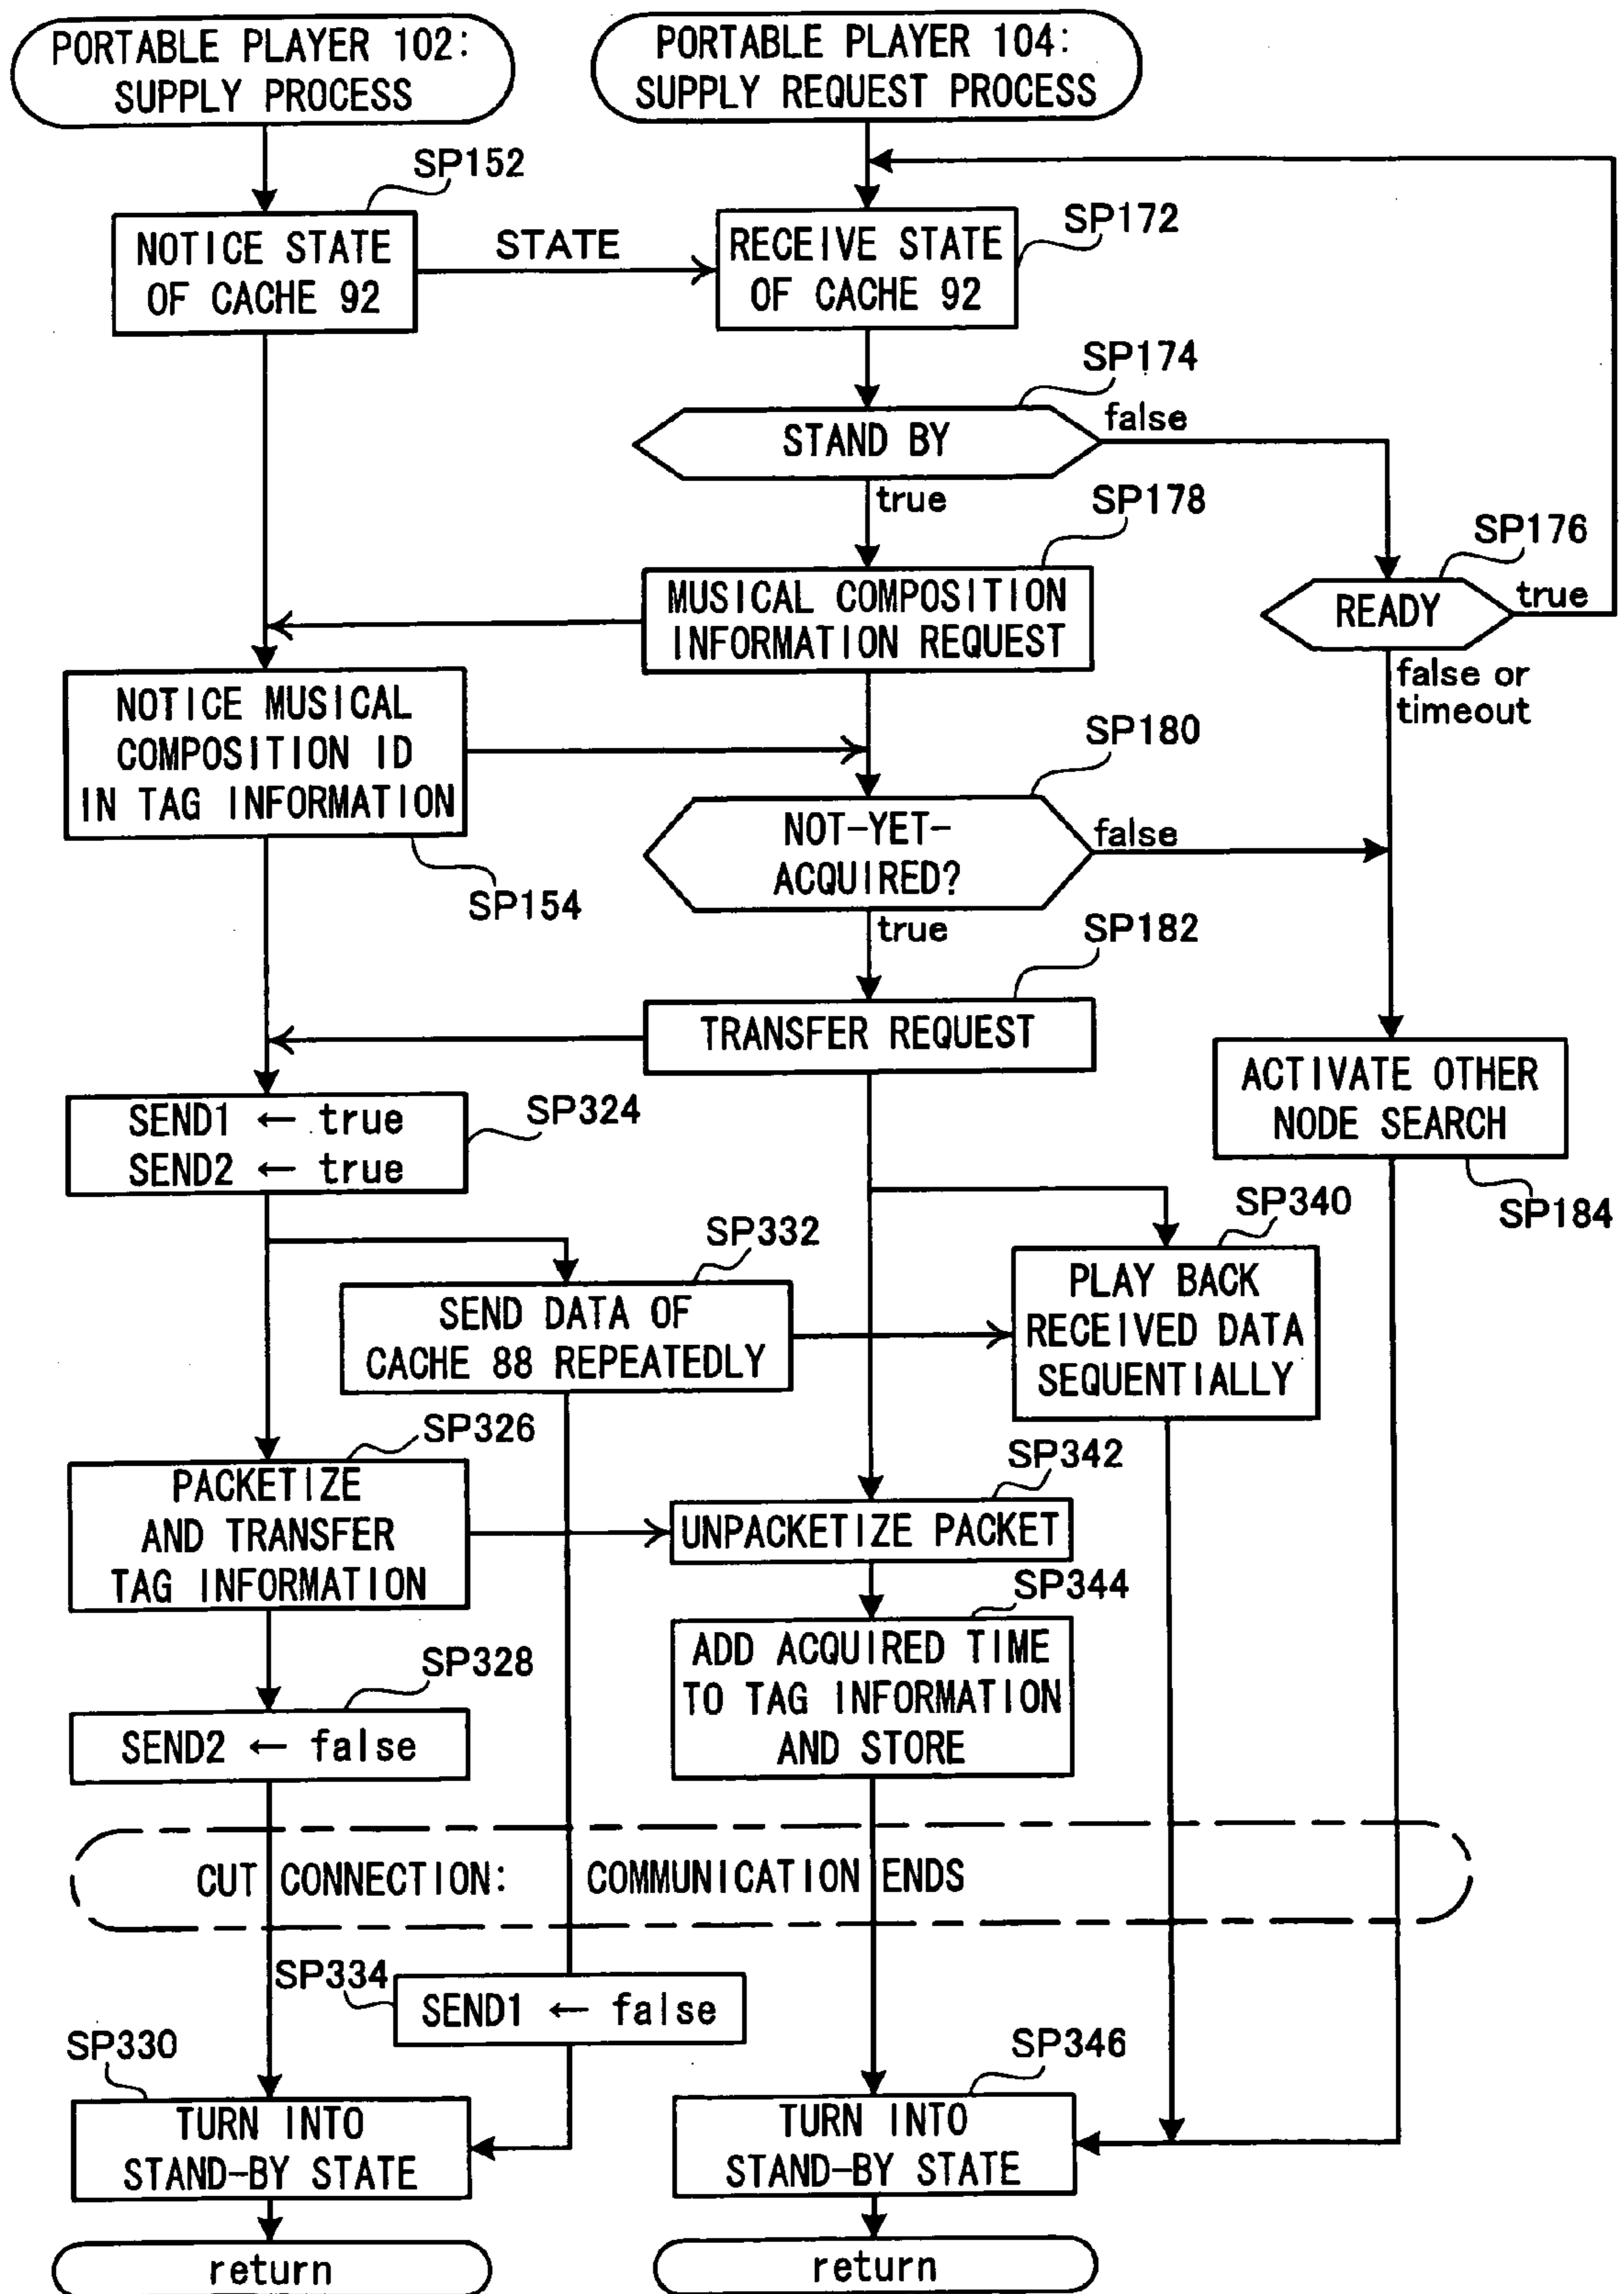 PORTABLE PLAYER 102:
SUPPLY PROCESS
PORTABLE PLAYER 104:
SUPPLY REQUEST PROCESS
SP152
NOTICE STATE
OF CACHE 92
STATE
RECEIVE STATE
OF CACHE 92
SP172
SP174
STAND BY
false
true
SP178
SP176
READY
true
MUSICAL COMPOSITION
INFORMATION REQUEST
false or
timeout
NOTICE MUSICAL
COMPOSITION ID
IN TAG INFORMATION
SP154
SP180
NOT-YET-
ACQUIRED?
false
true
SP182
TRANSFER REQUEST
ACTIVATE OTHER
NODE SEARCH
SP184
SEND1 ← true
SEND2 ← true
SP324
SP332
SEND DATA OF
CACHE 88 REPEATEDLY
SP340
PLAY BACK
RECEIVED DATA
SEQUENTIALLY
SP326
PACKETIZE
AND TRANSFER
TAG INFORMATION
SP342
UNPACKETIZE PACKET
SP344
ADD ACQUIRED TIME
TO TAG INFORMATION
AND STORE
SP328
SEND2 ← false
CUT CONNECTION: COMMUNICATION ENDS
SP334
SEND1 ← false
SP330
TURN INTO
STAND-BY STATE
SP346
TURN INTO
STAND-BY STATE
return
return